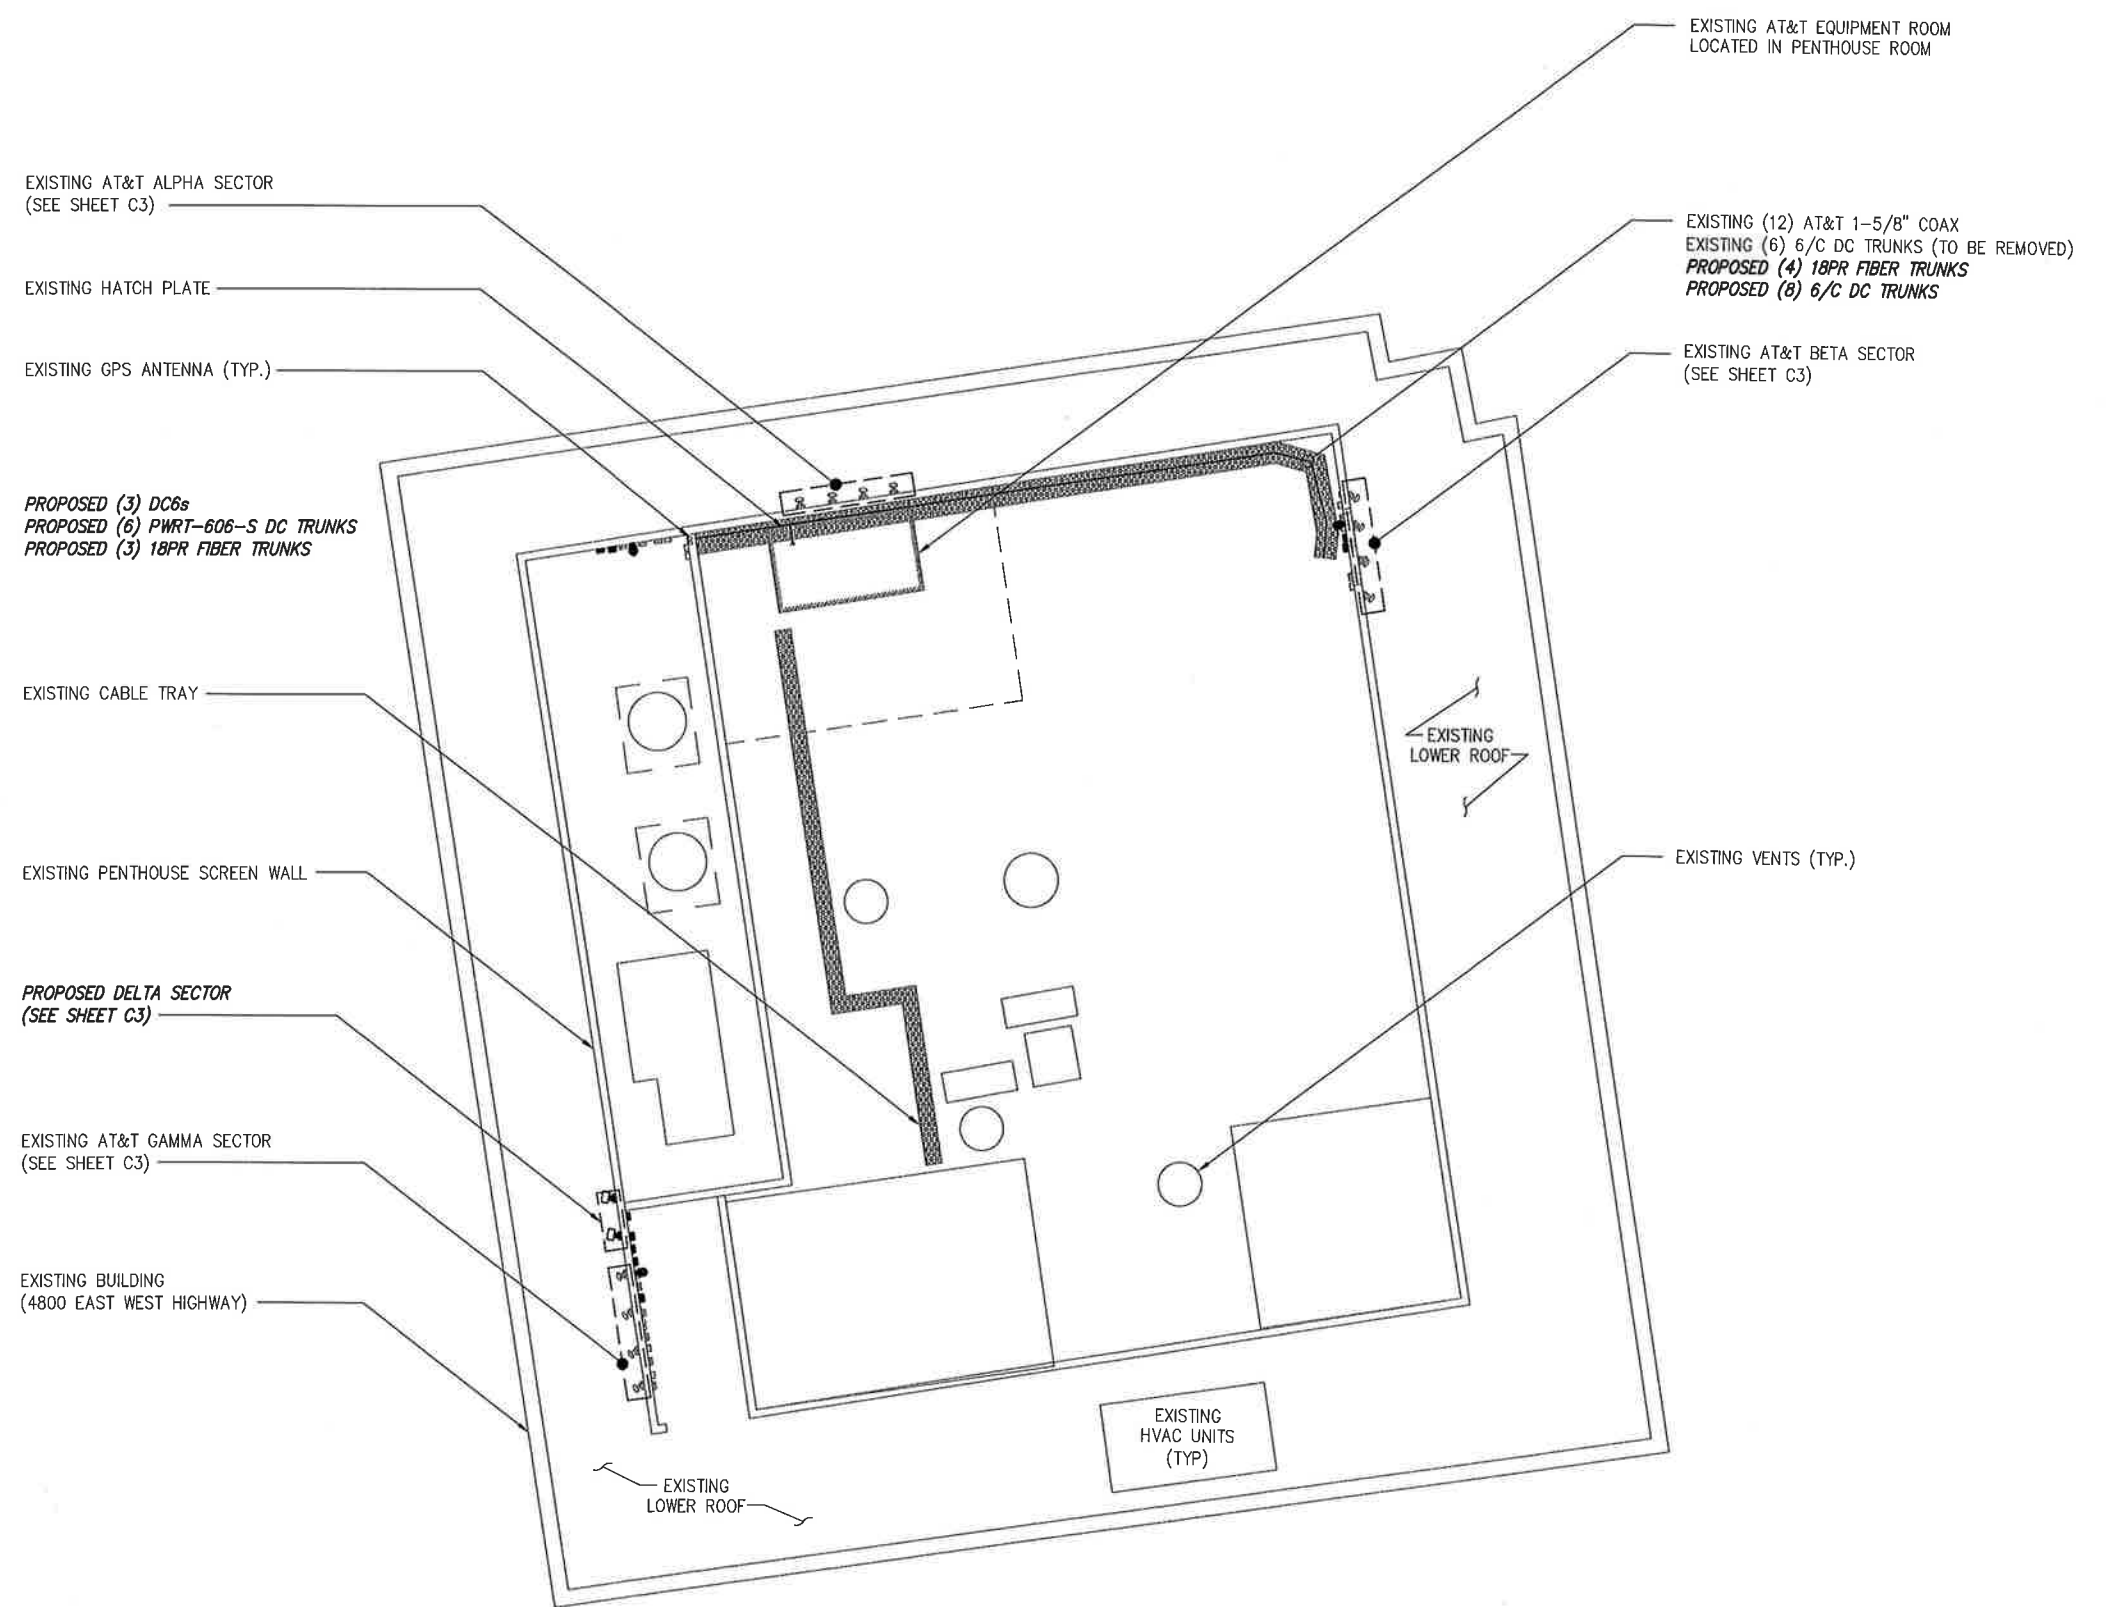 EXISTING AT&T EQUIPMENT ROOM
LOCATED IN PENTHOUSE ROOM
EXISTING AT&T ALPHA SECTOR
(SEE SHEET C3)
EXISTING (12) AT&T 1-5/8" COAX
EXISTING (6) 6/C DC TRUNKS (TO BE REMOVED)
PROPOSED (4) 18PR FIBER TRUNKS
PROPOSED (8) 6/C DC TRUNKS
EXISTING HATCH PLATE
EXISTING GPS ANTENNA (TYP.)
EXISTING AT&T BETA SECTOR
(SEE SHEET C3)
PROPOSED (3) DC6s
PROPOSED (6) PWRT-606-S DC TRUNKS
PROPOSED (3) 18PR FIBER TRUNKS
EXISTING CABLE TRAY
EXISTING
LOWER ROOF
EXISTING PENTHOUSE SCREEN WALL
EXISTING VENTS (TYP.)
PROPOSED DELTA SECTOR
(SEE SHEET C3)
EXISTING AT&T GAMMA SECTOR
(SEE SHEET C3)
EXISTING BUILDING
(4800 EAST WEST HIGHWAY)
EXISTING
HVAC UNITS
(TYP)
EXISTING
LOWER ROOF